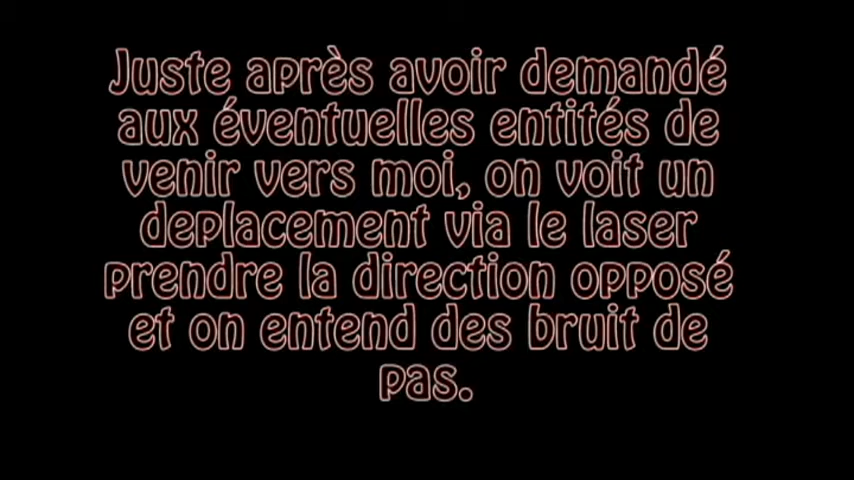 Juste après avoir demandé
aux éventuelles entités de
venir vers moi, on voit un
deplacement via le laser
prendre la direction opposé
et on entend des bruit de
pas.